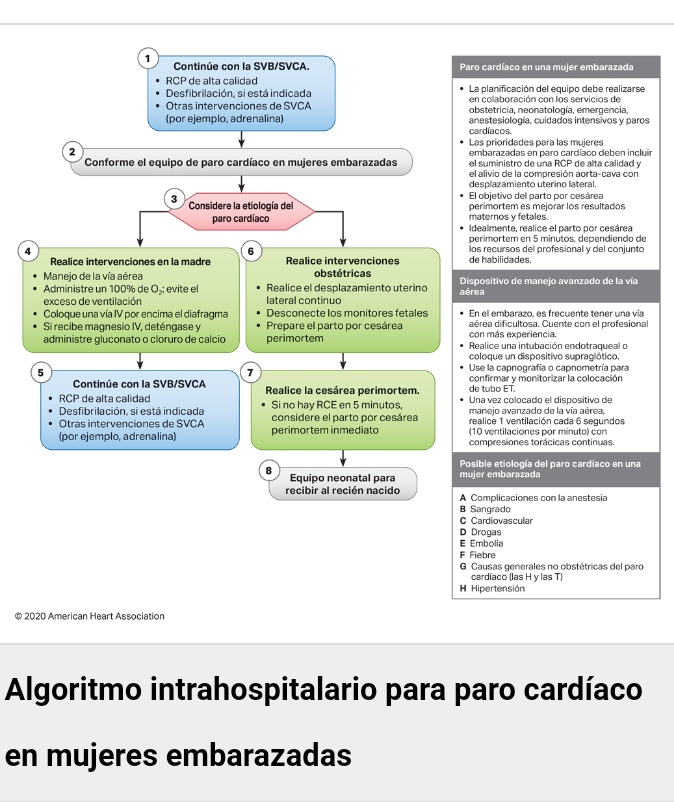 1
Continúe con la SVB/SVCA.
• RCP de alta calidad
• Desfibrilación, si está indicada
• Otras intervenciones de SVCA
(por ejemplo, adrenalina)
2
Conforme el equipo de paro cardíaco en mujeres embarazadas
3
Considere la etiología del
paro cardíaco
4
Realice intervenciones en la madre
• Manejo de la vía aérea
• Administre un 100% de O₂; evite el
exceso de ventilación
• Coloque una vía IV por encima el diafragma
• Si recibe magnesio IV, deténgase y
administre gluconato o cloruro de calcio
5
Continúe con la SVB/SVCA
• RCP de alta calidad
• Desfibrilación, si está indicada
• Otras intervenciones de SVCA
(por ejemplo, adrenalina)
6
Realice intervenciones
obstétricas
• Realice el desplazamiento uterino
lateral continuo
• Desconecte los monitores fetales
• Prepare el parto por cesárea
perimortem
7
Realice la cesárea perimortem.
• Si no hay RCE en 5 minutos,
considere el parto por cesárea
perimortem inmediato
8
Equipo neonatal para
recibir al recién nacido
Paro cardíaco en una mujer embarazada
• La planificación del equipo debe realizarse
en colaboración con los servicios de
obstetricia, neonatología, emergencia,
anestesiología, cuidados intensivos y paros
cardíacos.
• Las prioridades para las mujeres
embarazadas en paro cardíaco deben incluir
el suministro de una RCP de alta calidad y
el alivio de la compresión aorta-cava con
desplazamiento uterino lateral.
• El objetivo del parto por cesárea
perimortem es mejorar los resultados
maternos y fetales.
• Idealmente, realice el parto por cesárea
perimortem en 5 minutos, dependiendo de
los recursos del profesional y del conjunto
de habilidades.
Dispositivo de manejo avanzado de la vía
aérea
• En el embarazo, es frecuente tener una vía
aérea dificultosa. Cuente con el profesional
con más experiencia.
• Realice una intubación endotraqueal o
coloque un dispositivo supraglótico.
• Use la capnografía o capnometría para
confirmar y monitorizar la colocación
de tubo ET.
• Una vez colocado el dispositivo de
manejo avanzado de la vía aérea,
realice 1 ventilación cada 6 segundos
(10 ventilaciones por minuto) con
compresiones torácicas continuas.
Posible etiología del paro cardíaco en una
mujer embarazada
A Complicaciones con la anestesia
B Sangrado
C Cardiovascular
D Drogas
E Embolia
F Fiebre
G Causas generales no obstétricas del paro
cardíaco (las H y las T)
H Hipertensión
© 2020 American Heart Association
Algoritmo intrahospitalario para paro cardíaco
en mujeres embarazadas